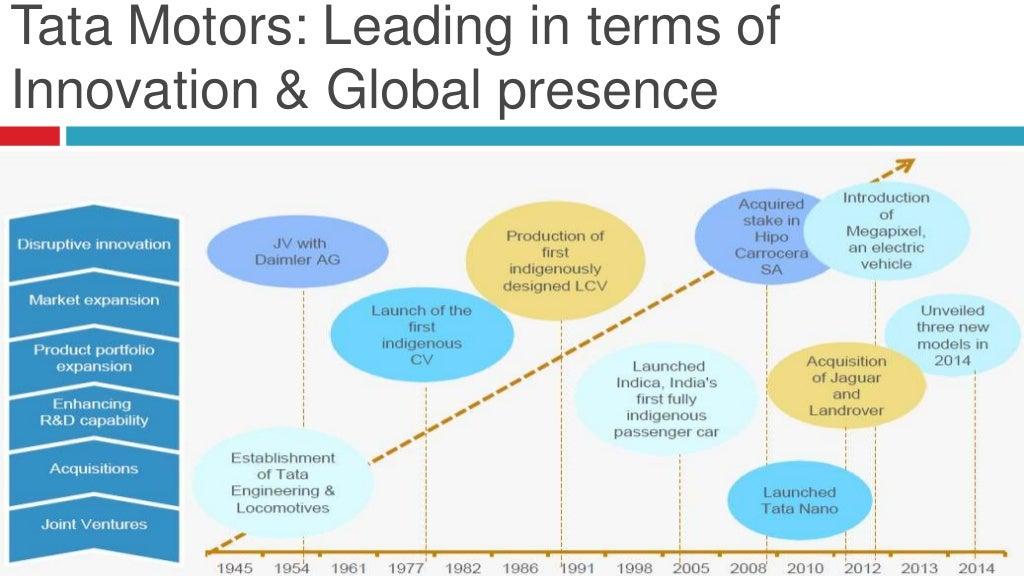 Tata Motors: Leading in terms of
Innovation & Global presence
Disruptive innovation
Market expansion
Product portfolio
expansion
Enhancing
R&D capability
Acquisitions
Joint Ventures
Establishment
of Tata
Engineering &
Locomotives
JV with
Daimler AG
Launch of the
first
indigenous
CV
Production of
first
indigenously
designed LCV
Launched
Indica, India's
first fully
indigenous
passenger car
Acquired
stake in
Hipo
Carrocera
SA
Launched
Tata Nano
Acquisition
of Jaguar
and
Landrover
Introduction
of
Megapixel,
an electric
vehicle
Unveiled
three new
models in
2014
1945 1954 1961 1977 1982 1986 1991 1998 2005 2008 2010 2012 2013 2014